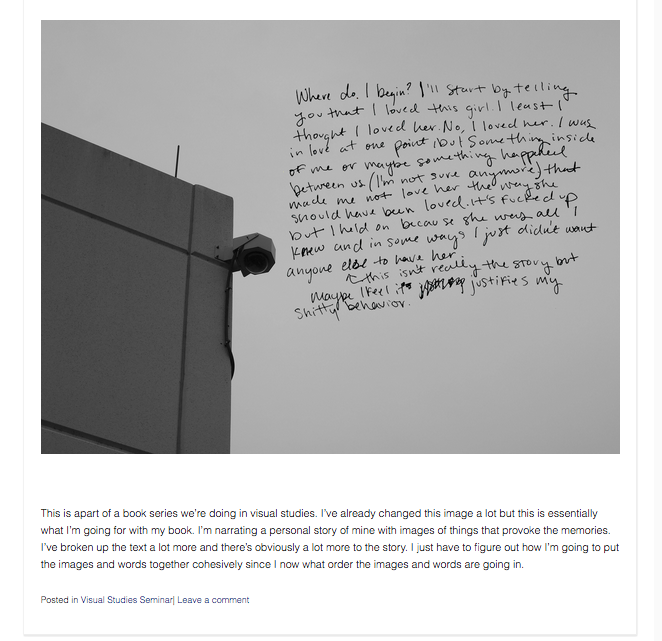 Where do I begin? I'll start by telling
you that I loved this girl. I least I
thought I loved her. No, I loved her. I was
in love at one point, but something inside
of me or maybe something happened
between us (I'm not sure anymore) that
made me not love her the way she
should have been loved. It's fucked up
but I held on because she was all I
knew and in some ways I just didn't want
anyone else to have her.
↑ this isn't really the story but
maybe I feel it justifies my
shitty behavior.
This is apart of a book series we're doing in visual studies. I've already changed this image a lot but this is essentially
what I'm going for with my book. I'm narrating a personal story of mine with images of things that provoke the memories.
I've broken up the text a lot more and there's obviously a lot more to the story. I just have to figure out how I'm going to put
the images and words together cohesively since I now what order the images and words are going in.
Posted in Visual Studies Seminar| Leave a comment